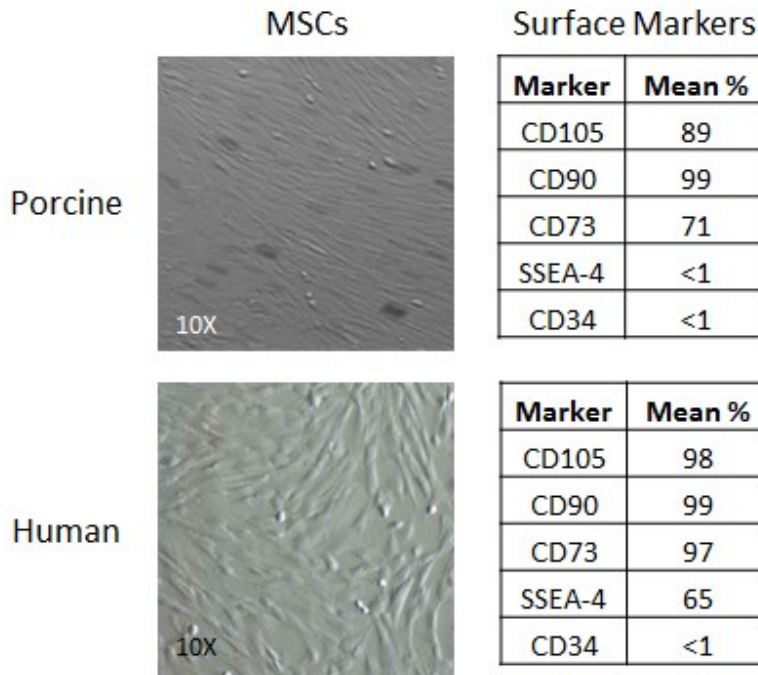 MSCs Surface Markers
Porcine
10X
Marker Mean %
CD105 89
CD90 99
CD73 71
SSEA-4 <1
CD34 <1
Human
10X
Marker Mean %
CD105 98
CD90 99
CD73 97
SSEA-4 65
CD34 <1